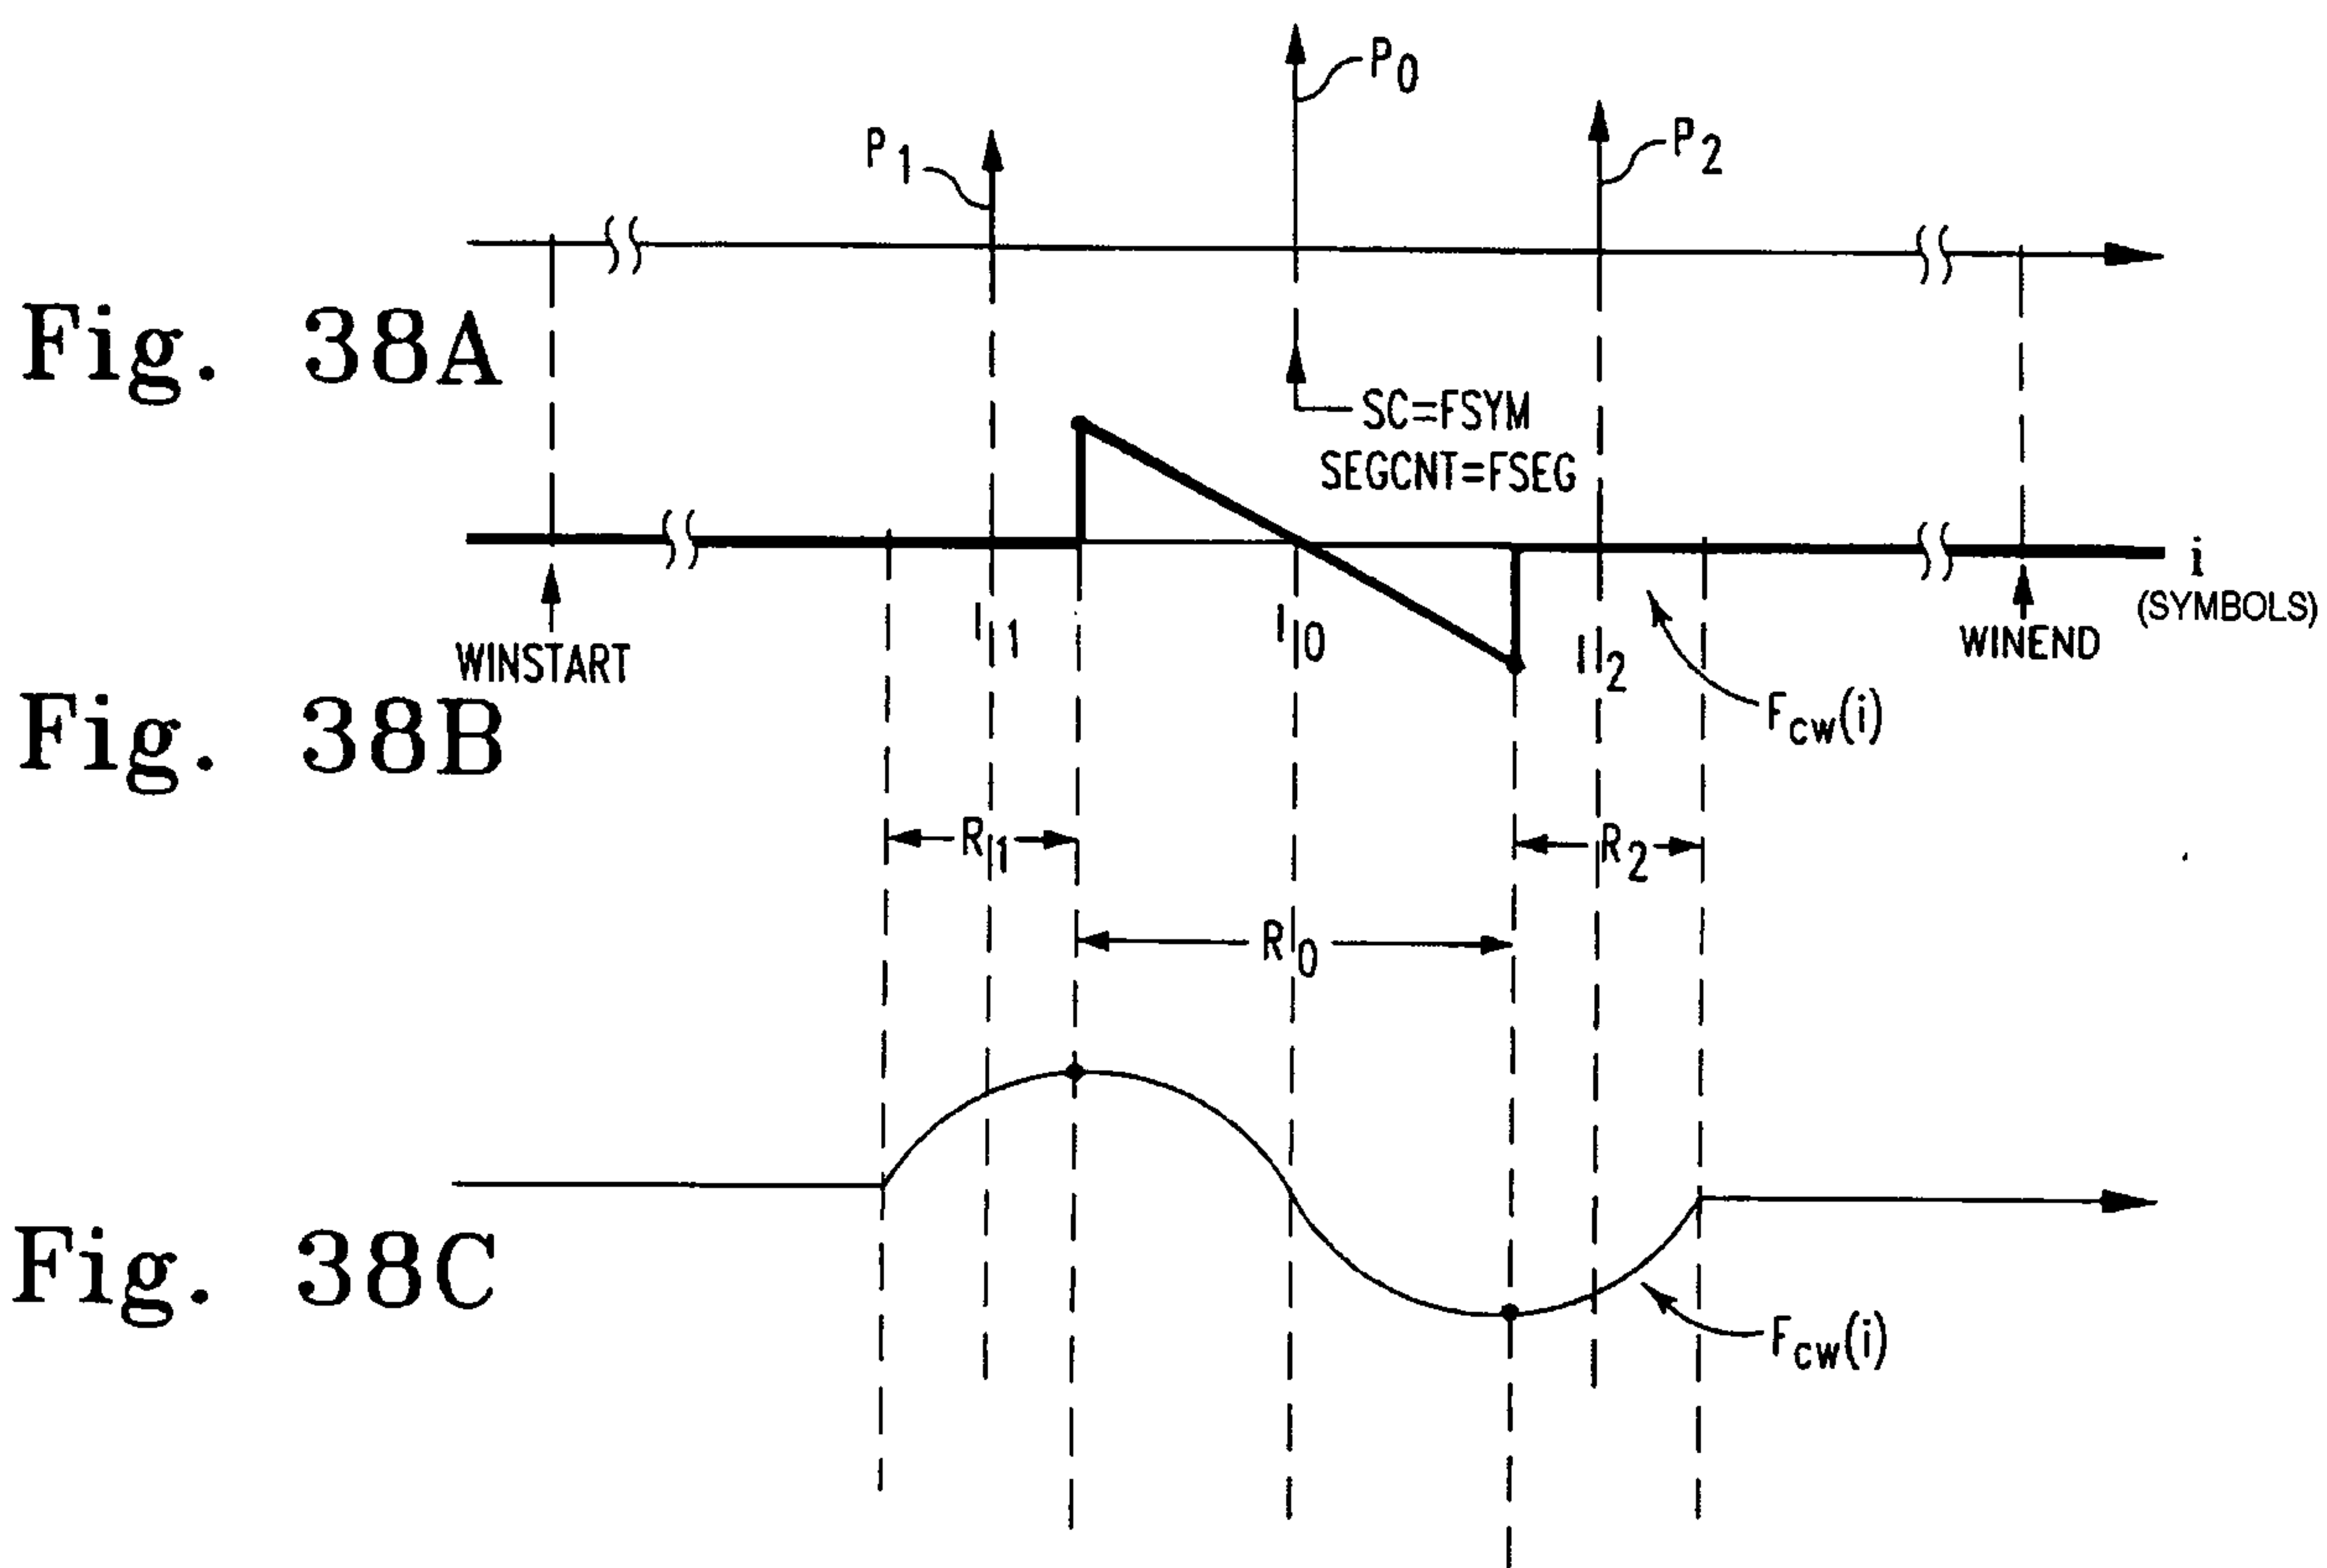 P0
P1
P2
Fig. 38A
SC=FSYM
SEGCNT=FSEG
i
(SYMBOLS)
I1
I0
I2
WINSTART
WINEND
Fig. 38B
Fcw(i)
R1
R2
R0
Fig. 38C
Fcw(i)